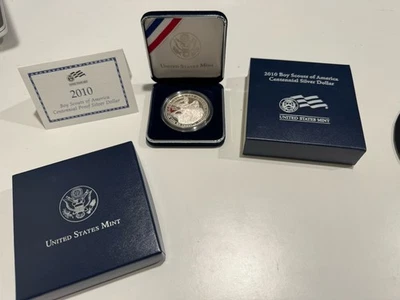 2010
Boy Scouts of America
Centennial Proof Silver Dollar
United States Mint
2010 Boy Scouts of America
Centennial Silver Dollar
UNITED STATES MINT
United States Mint